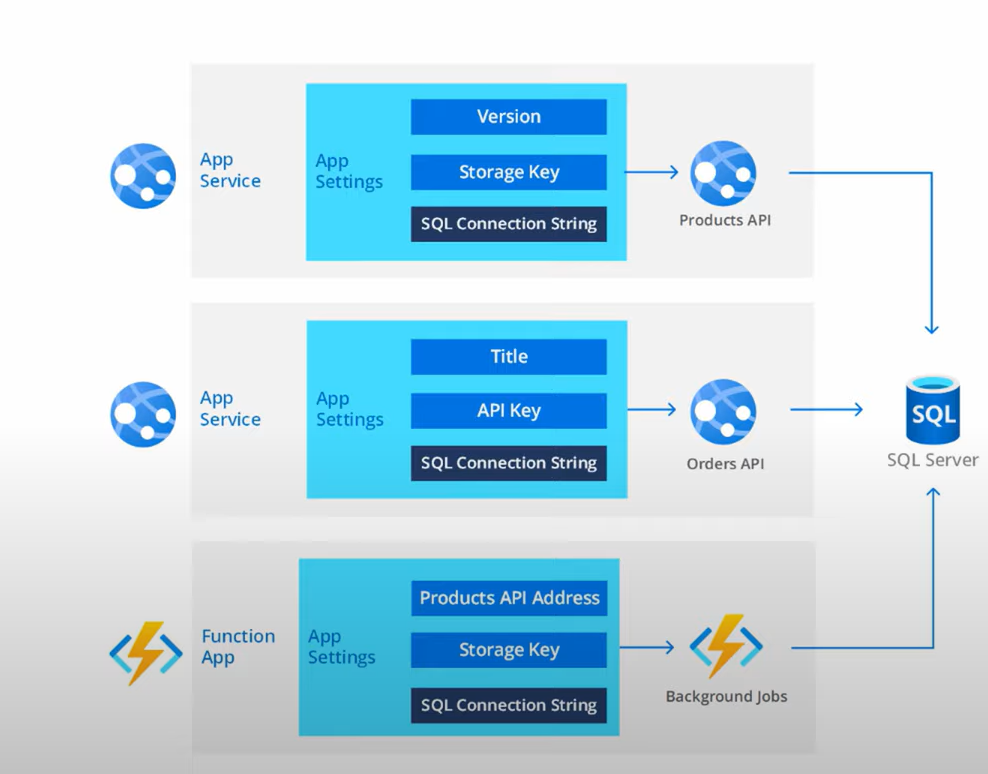 Version
App
Service
App
Settings
Storage Key
SQL Connection String
Products API
Title
App
Service
App
Settings
API Key
SQL Connection String
Orders API
SQL
SQL Server
Products API Address
Function
App
App
Settings
Storage Key
SQL Connection String
Background Jobs